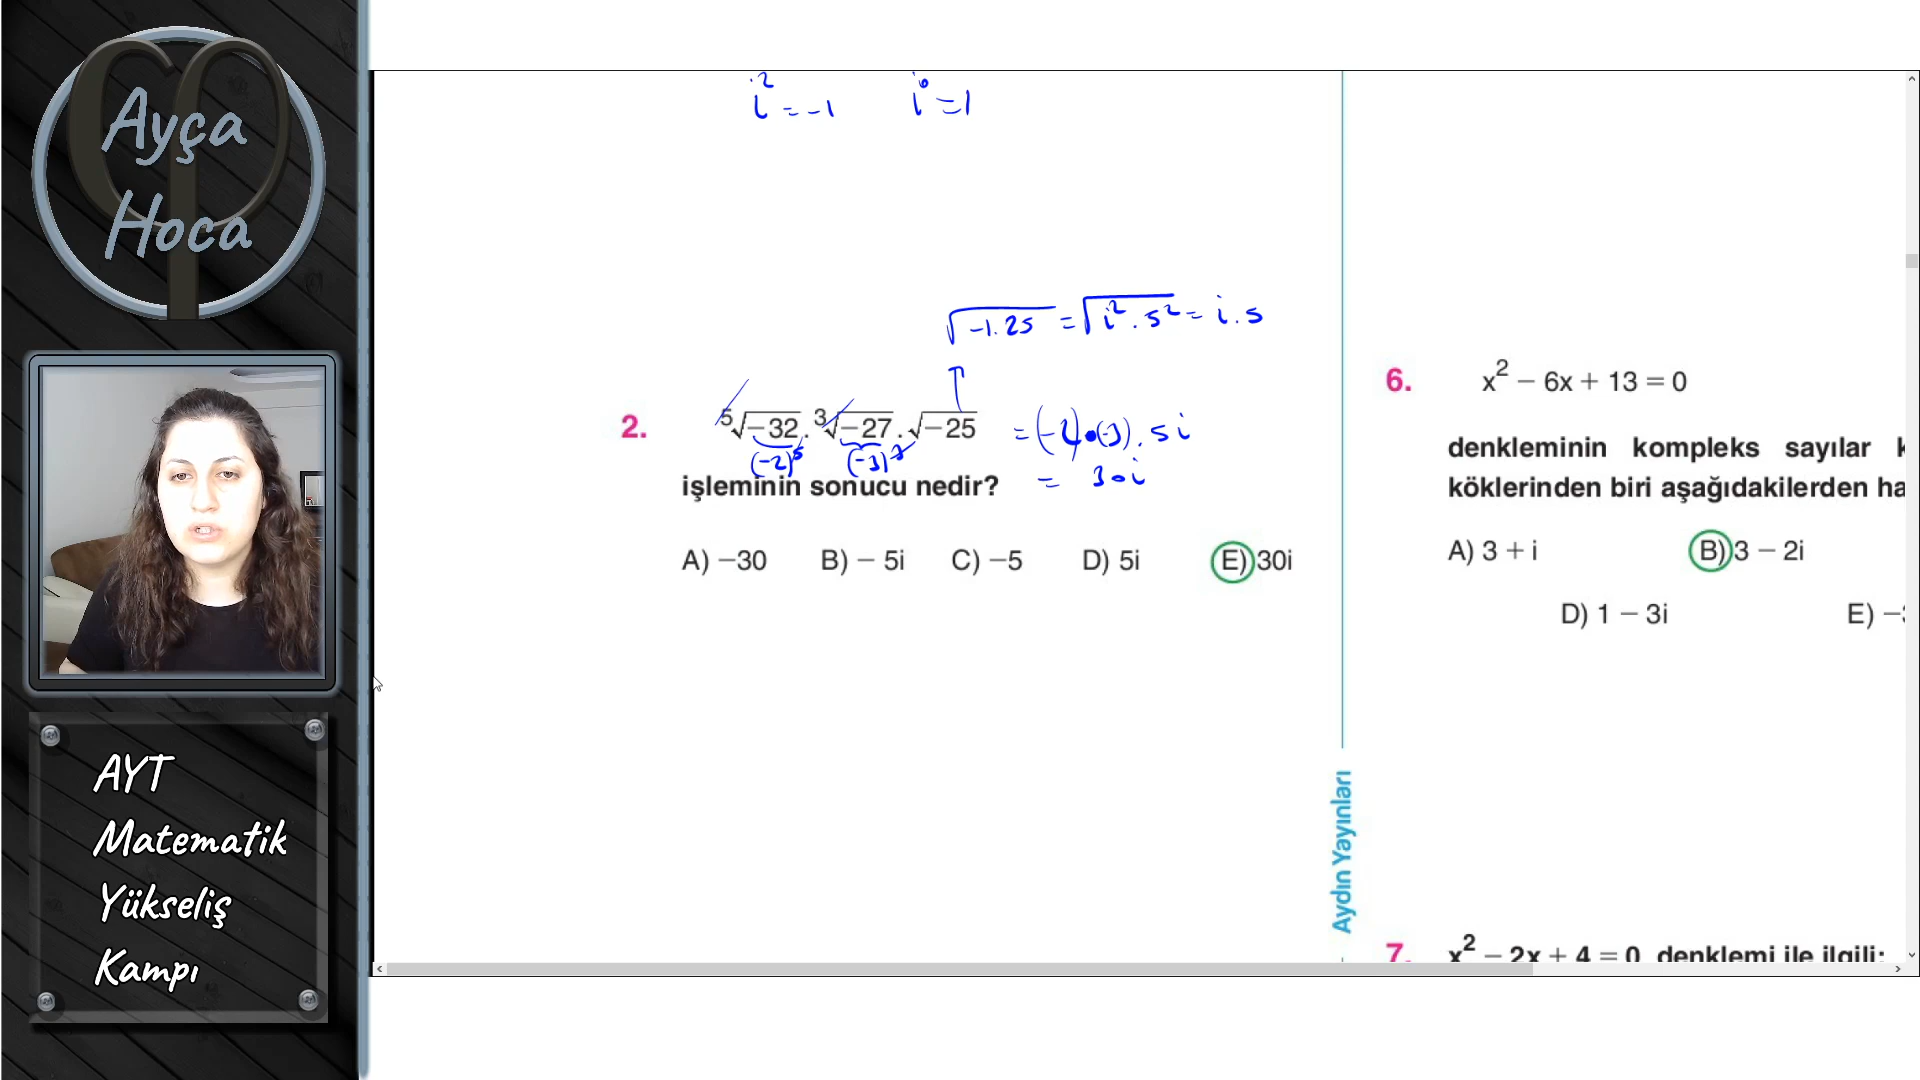 Ayça
Hoca
AYT
Matematik
Yükseliş
Kampı
i² = -1 i⁰ = 1
√-1.25 = √i².5² = i.5
2. ⁵√−32 . ³√−27 . √−25 = (-2).(-3).5i
(-2)⁵ (-3)³
= 30i
işleminin sonucu nedir?
A) −30 B) − 5i C) −5 D) 5i E) 30i
Aydın Yayınları
6. x² − 6x + 13 = 0
denkleminin kompleks sayılar
köklerinden biri aşağıdakilerden
A) 3 + i B) 3 − 2i
D) 1 − 3i E)
7. x² − 2x + 4 = 0 denklemi ile ilgili;